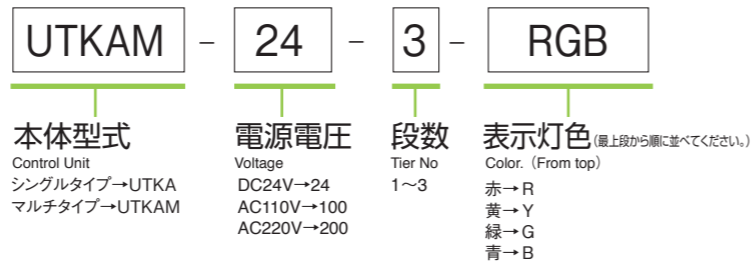 UTKAM - 24 - 3 - RGB
本体型式 電源電圧 段数 表示灯色(最上段から順に並べてください。)
Control Unit Voltage Tier No Color. (From top)
シングルタイプ→UTKA DC24V→24 1〜3 赤→R
マルチタイプ→UTKAM AC110V→100 黄→Y
AC220V→200 緑→G
青→B